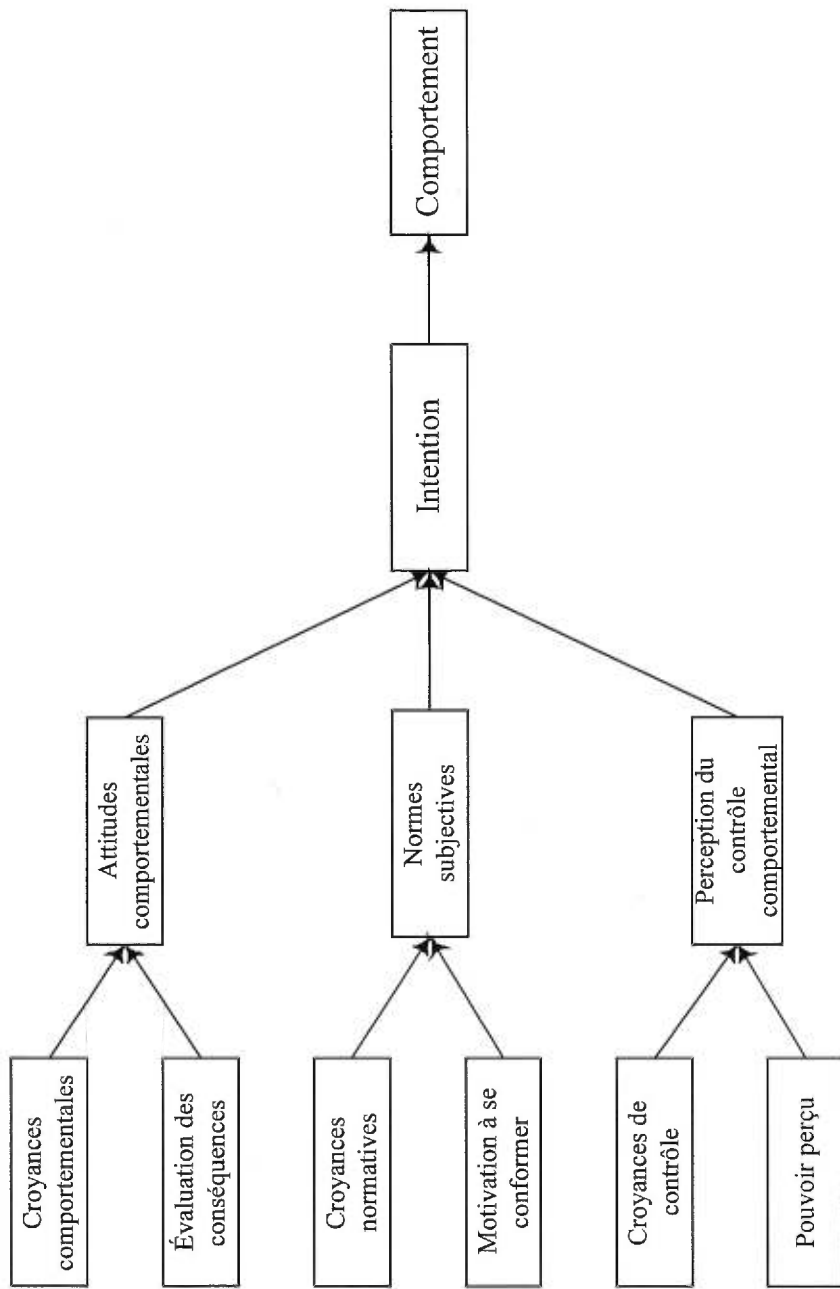 Croyances
comportementales
Évaluation des
conséquences
Croyances
normatives
Motivation à se
conformer
Croyances de
contrôle
Pouvoir perçu
Attitudes
comportementales
Normes
subjectives
Perception du
contrôle
comportemental
Intention
Comportement